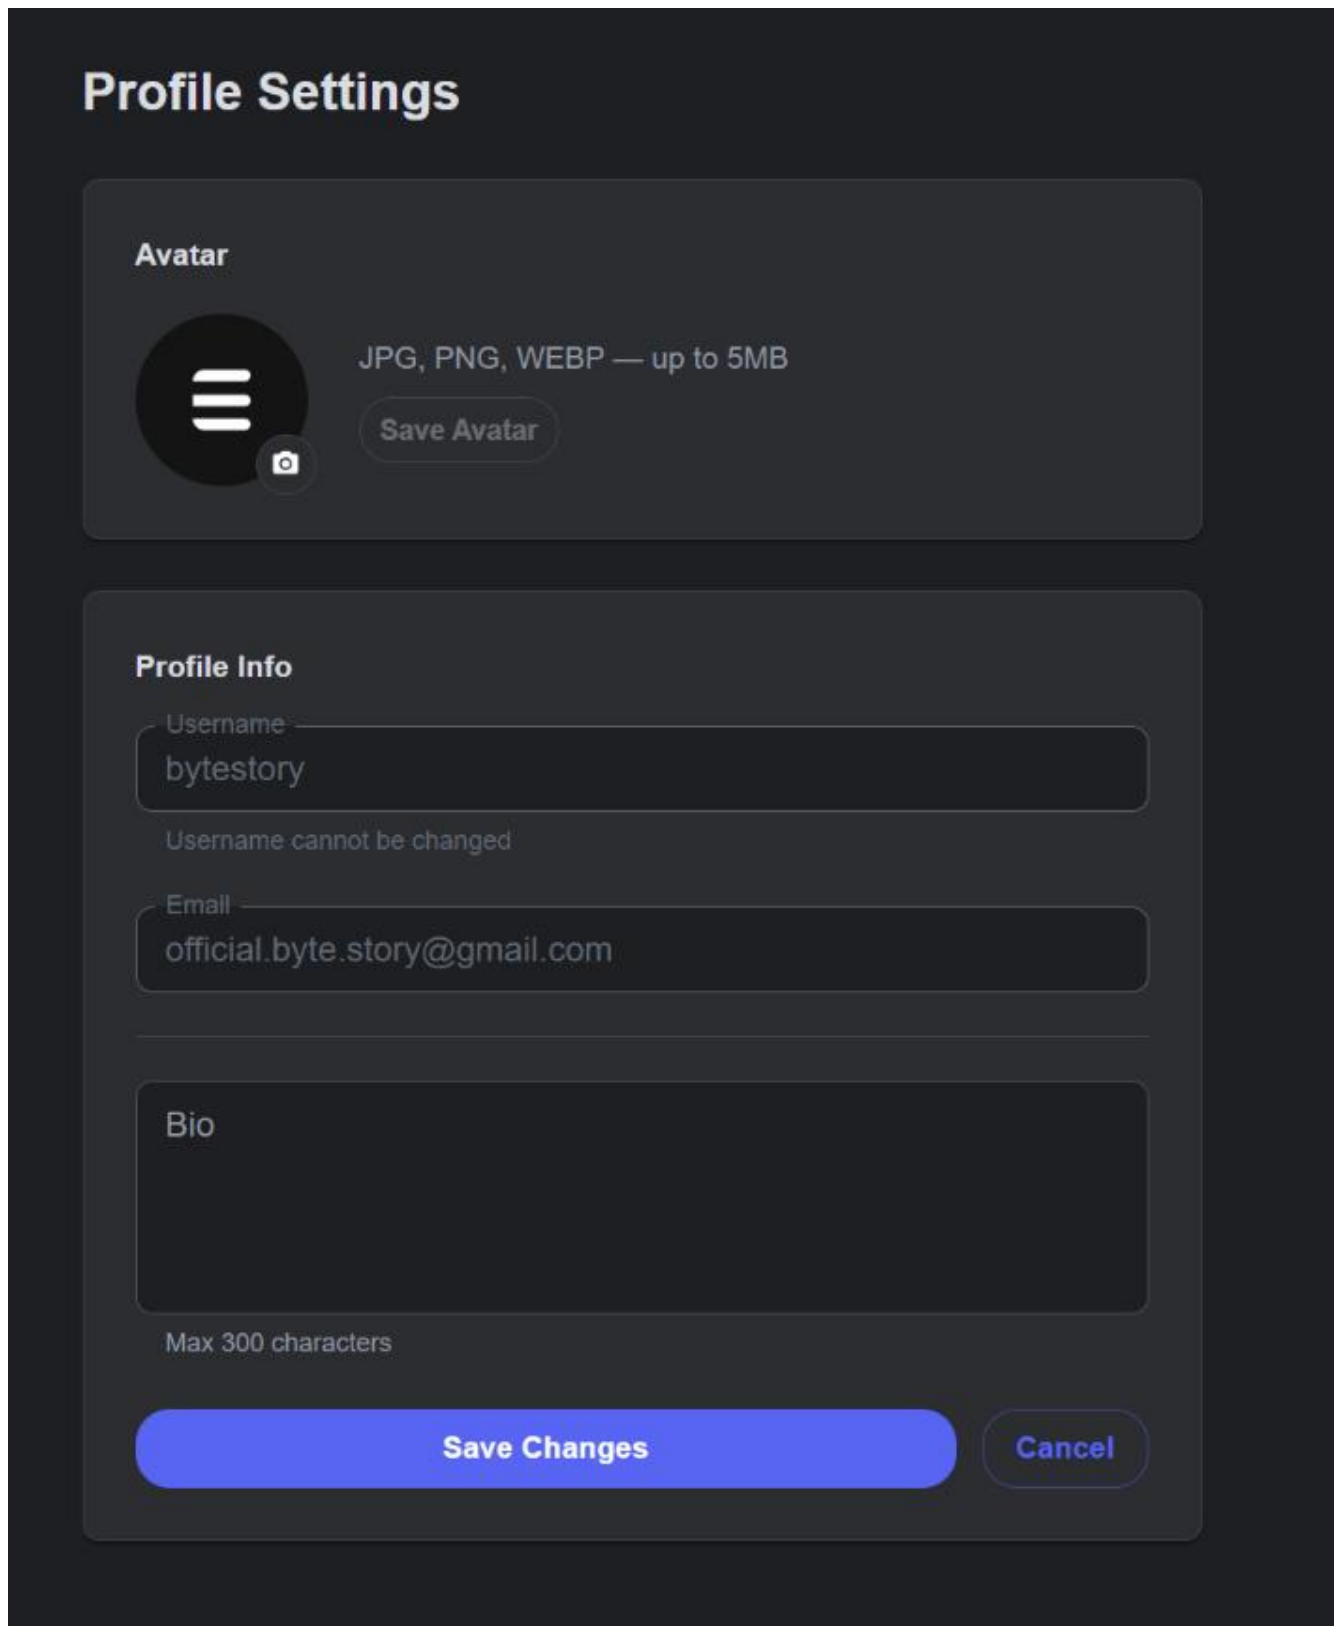 Profile Settings
Avatar
JPG, PNG, WEBP — up to 5MB
Save Avatar
Profile Info
Username
bytestory
Username cannot be changed
Email
official.byte.story@gmail.com
Bio
Max 300 characters
Save Changes
Cancel